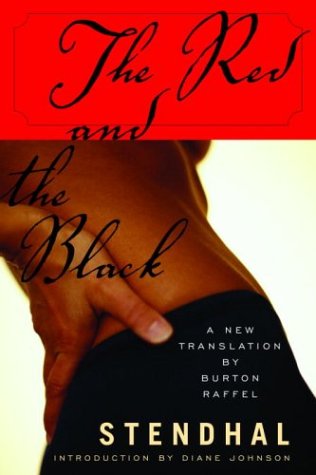 The Red
and
the
Black
A NEW
TRANSLATION
BY
BURTON
RAFFEL
STENDHAL
INTRODUCTION BY DIANE JOHNSON